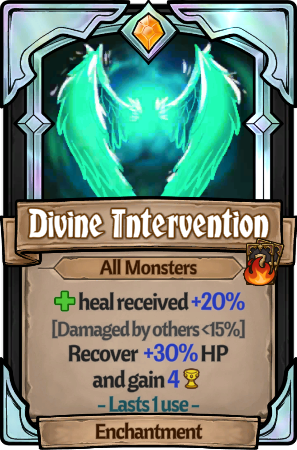 Divine Intervention
All Monsters
heal received +20%
[Damaged by others <15%]
Recover +30% HP
and gain 4
- Lasts 1 use -
Enchantment